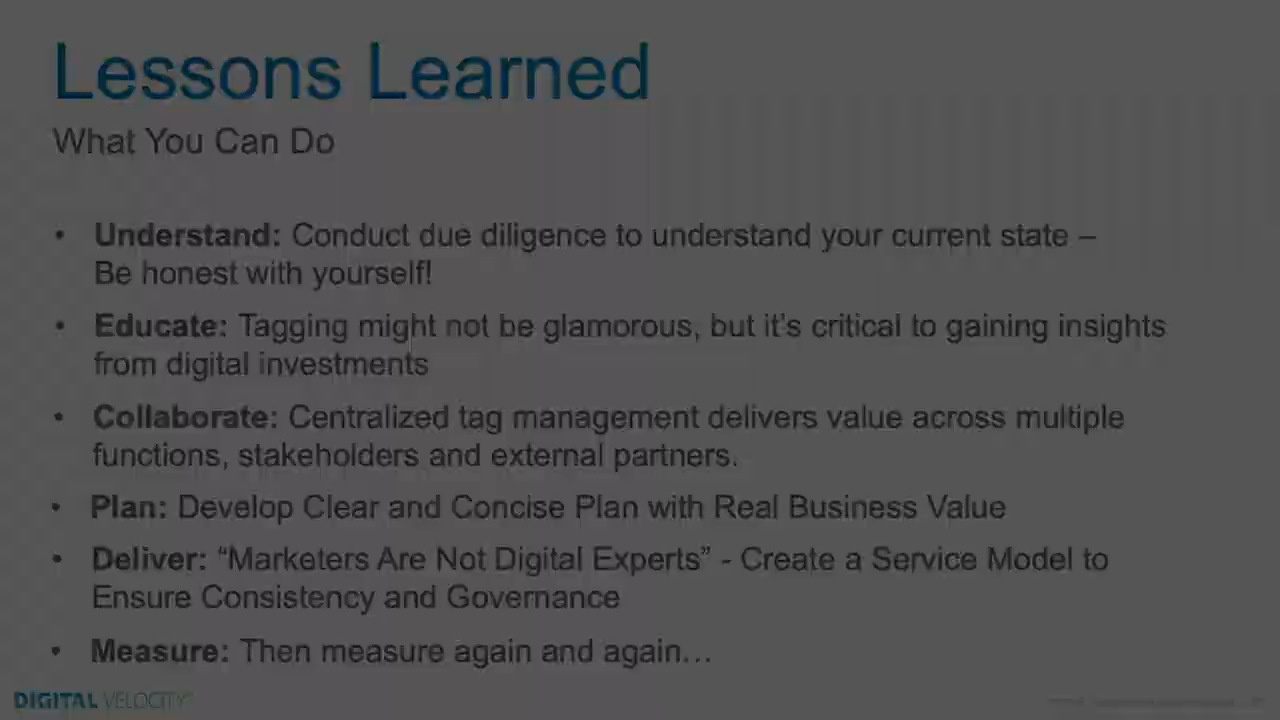 Lessons Learned
What You Can Do
• Understand: Conduct due diligence to understand your current state –
Be honest with yourself!
• Educate: Tagging might not be glamorous, but it’s critical to gaining insights
from digital investments
• Collaborate: Centralized tag management delivers value across multiple
functions, stakeholders and external partners.
• Plan: Develop Clear and Concise Plan with Real Business Value
• Deliver: “Marketers Are Not Digital Experts” - Create a Service Model to
Ensure Consistency and Governance
• Measure: Then measure again and again…
DIGITAL VELOCITY